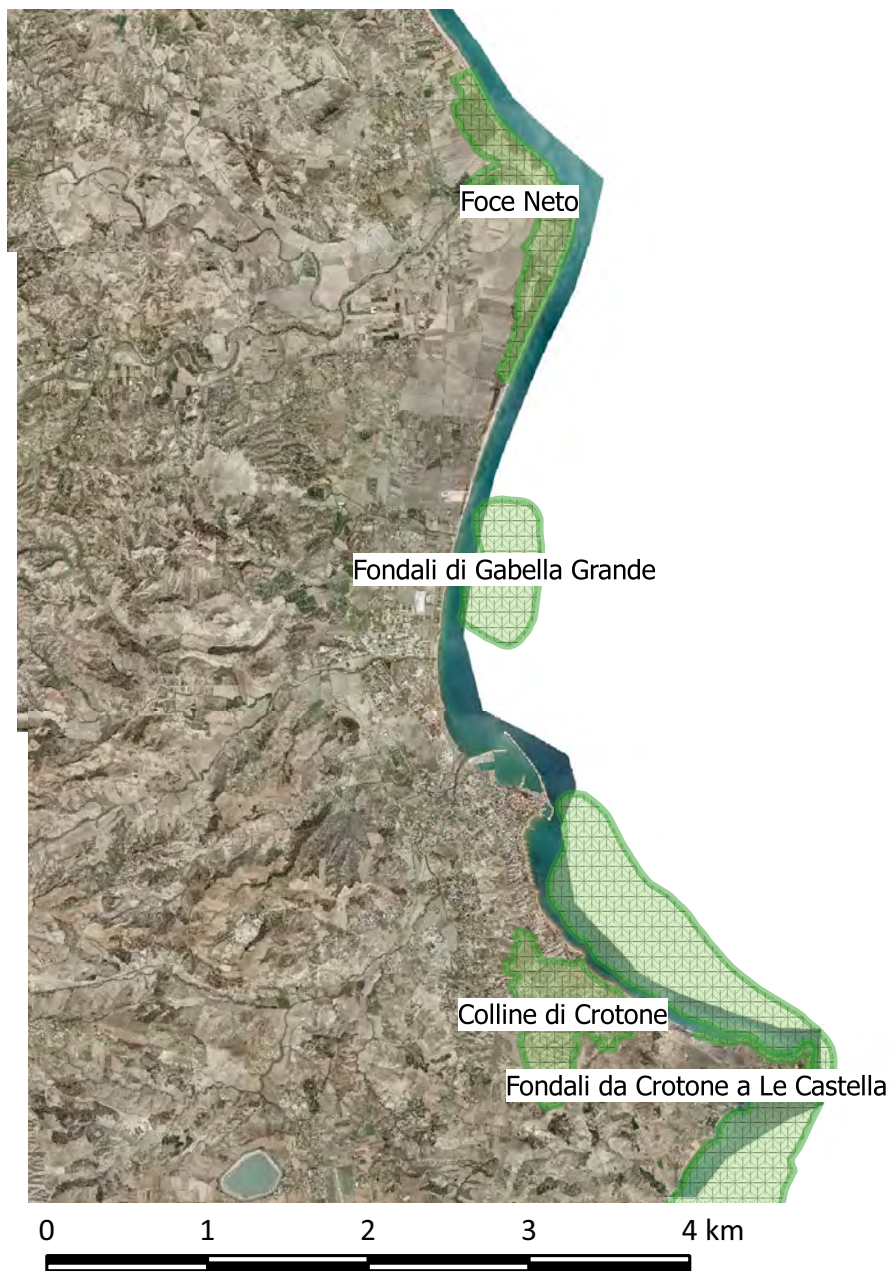 Foce Neto
Fondali di Gabella Grande
Colline di Crotone
Fondali da Crotone a Le Castella
0 1 2 3 4 km